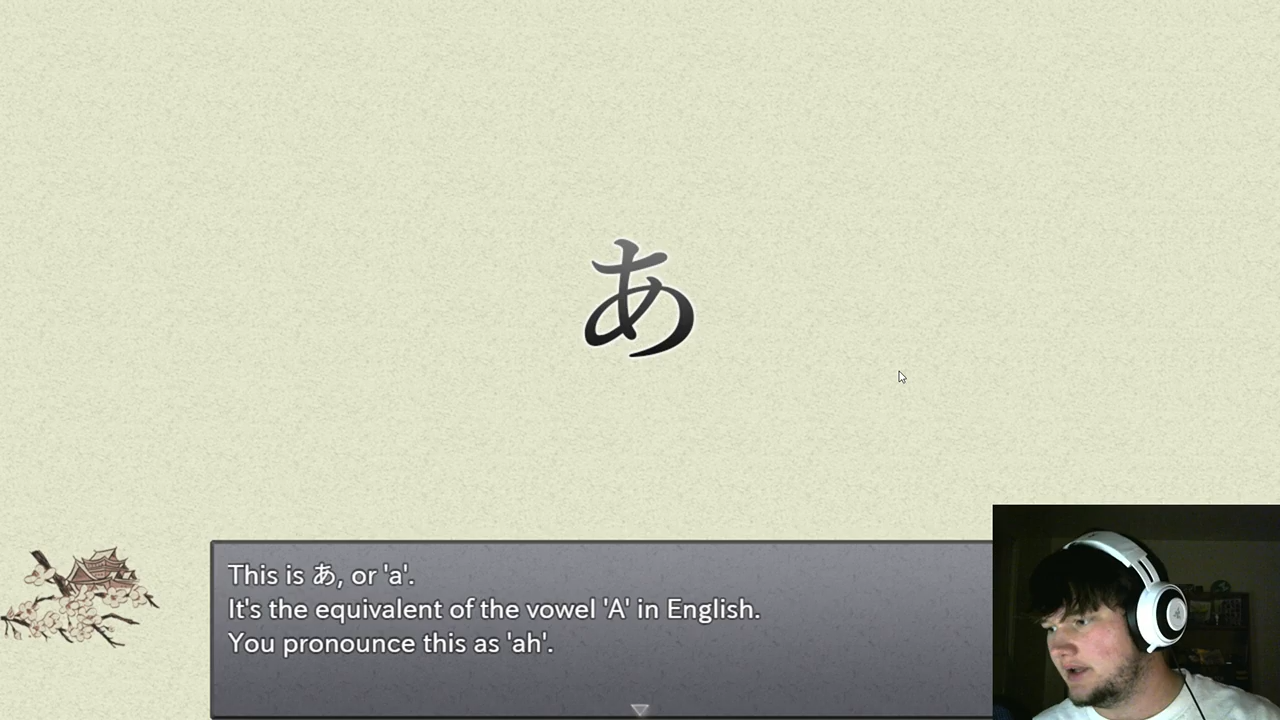 あ
This is あ, or 'a'.
It's the equivalent of the vowel 'A' in English.
You pronounce this as 'ah'.